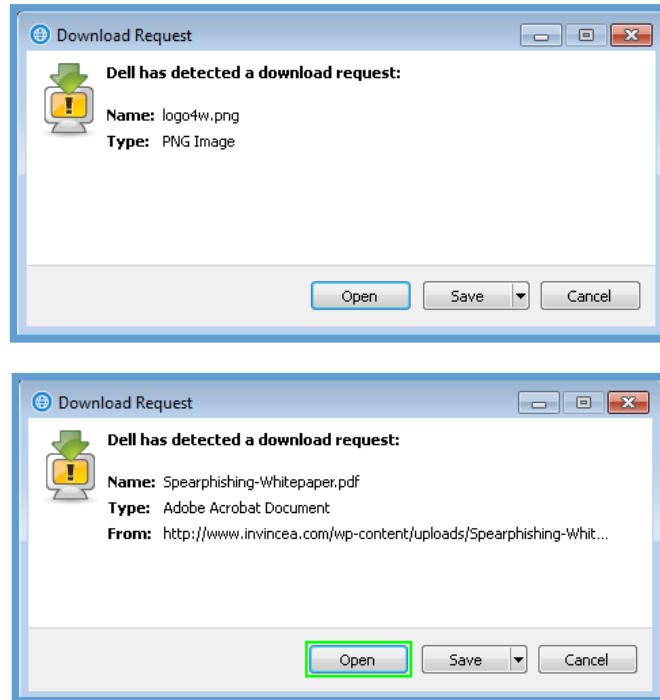 Download Request
Dell has detected a download request:
Name: logo4w.png
Type: PNG Image
Open Save Cancel
Download Request
Dell has detected a download request:
Name: Spearphishing-Whitepaper.pdf
Type: Adobe Acrobat Document
From: http://www.invincea.com/wp-content/uploads/Spearphishing-Whit...
Open Save Cancel